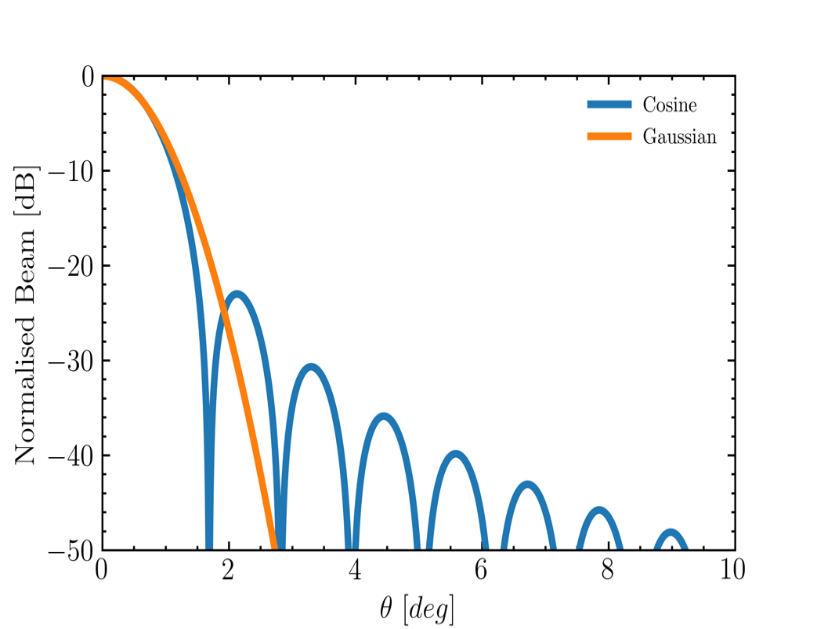 Cosine
Gaussian
Normalised Beam [dB]
0
−10
−20
−30
−40
−50
0 2 4 6 8 10
θ [deg]